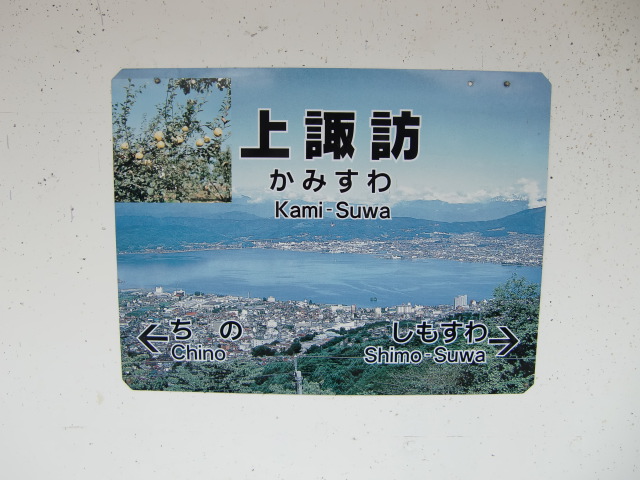 上諏訪
かみすわ
Kami-Suwa
ちの しもすわ
← Chino Shimo-Suwa →